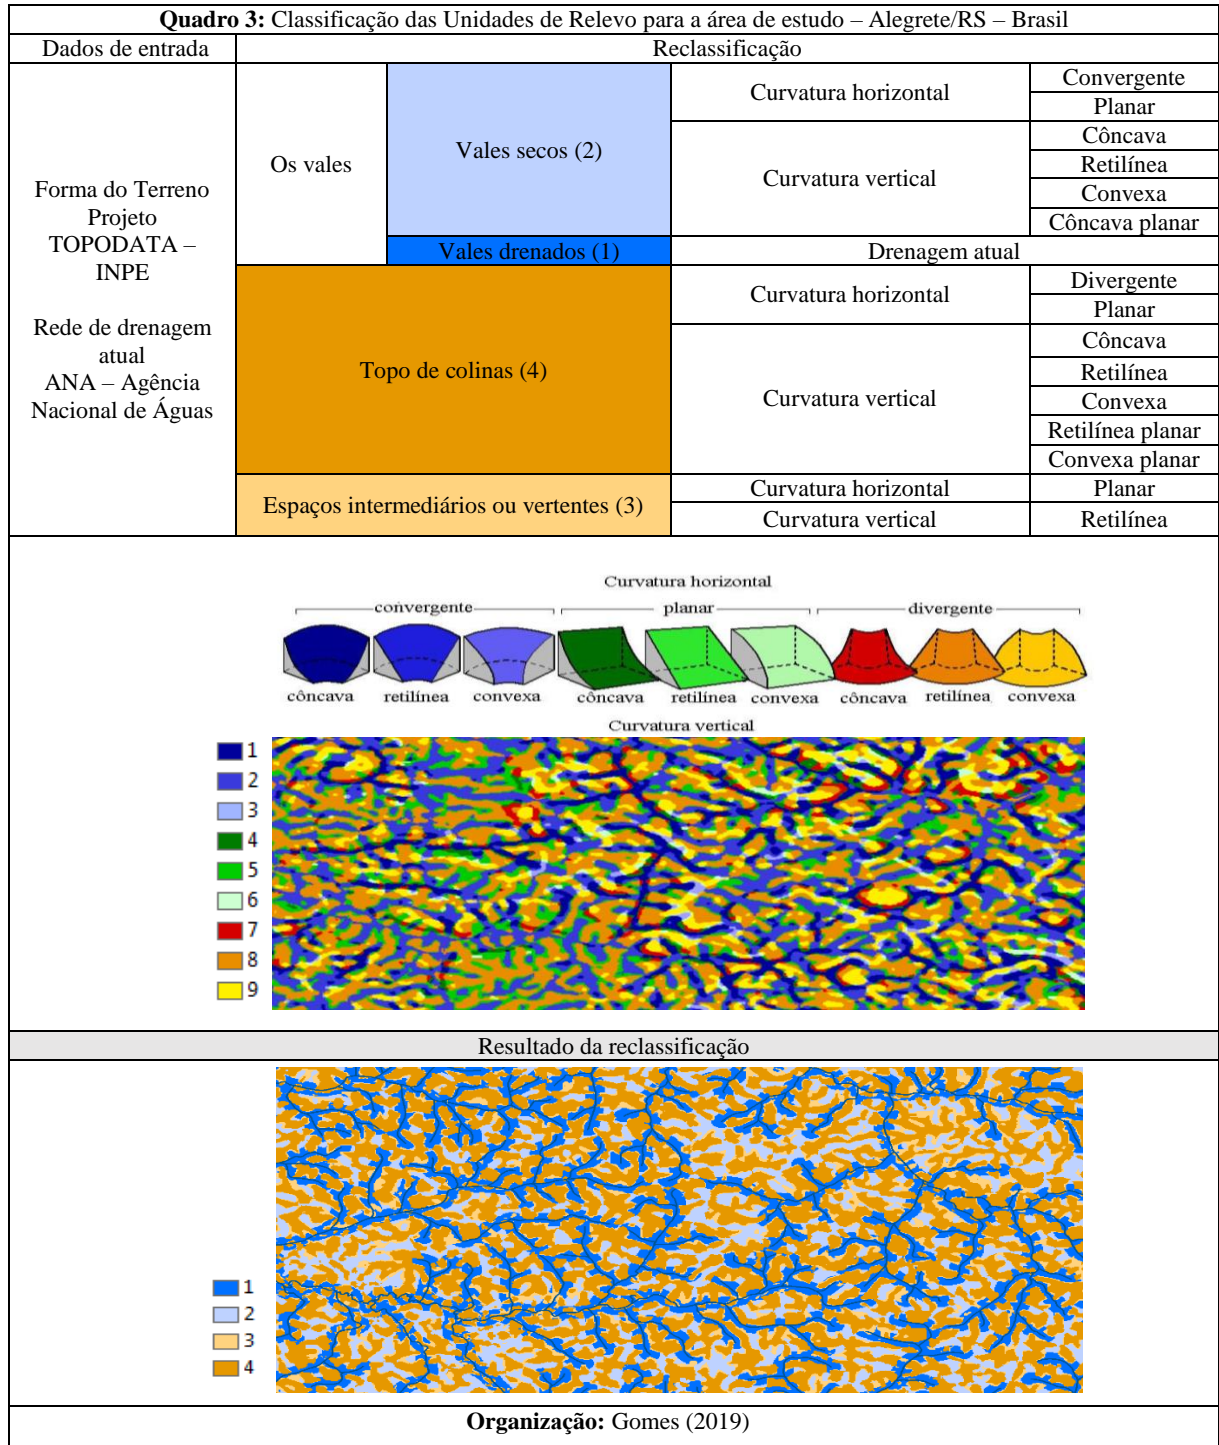 Quadro 3: Classificação das Unidades de Relevo para a área de estudo – Alegrete/RS – Brasil
Dados de entrada
Reclassificação
Forma do Terreno
Projeto
TOPODATA –
INPE
Rede de drenagem
atual
ANA – Agência
Nacional de Águas
Os vales
Vales secos (2)
Curvatura horizontal
Convergente
Planar
Curvatura vertical
Côncava
Retilínea
Convexa
Côncava planar
Vales drenados (1)
Drenagem atual
Topo de colinas (4)
Curvatura horizontal
Divergente
Planar
Curvatura vertical
Côncava
Retilínea
Convexa
Retilínea planar
Convexa planar
Espaços intermediários ou vertentes (3)
Curvatura horizontal
Planar
Curvatura vertical
Retilínea
Curvatura horizontal
convergente
planar
divergente
côncava
retilínea
convexa
côncava
retilínea
convexa
côncava
retilínea
convexa
Curvatura vertical
1
2
3
4
5
6
7
8
9
Resultado da reclassificação
1
2
3
4
Organização: Gomes (2019)